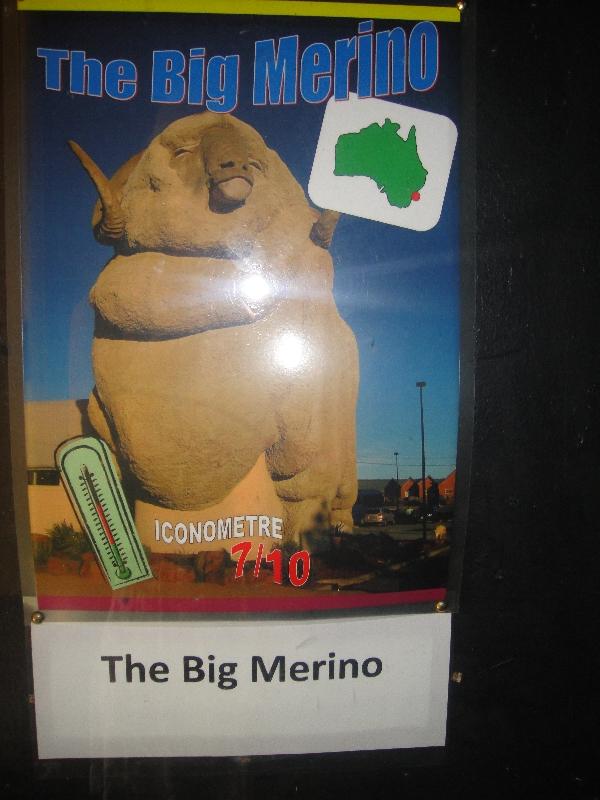 The Big Merino
ICONOMETRE
7/10
The Big Merino